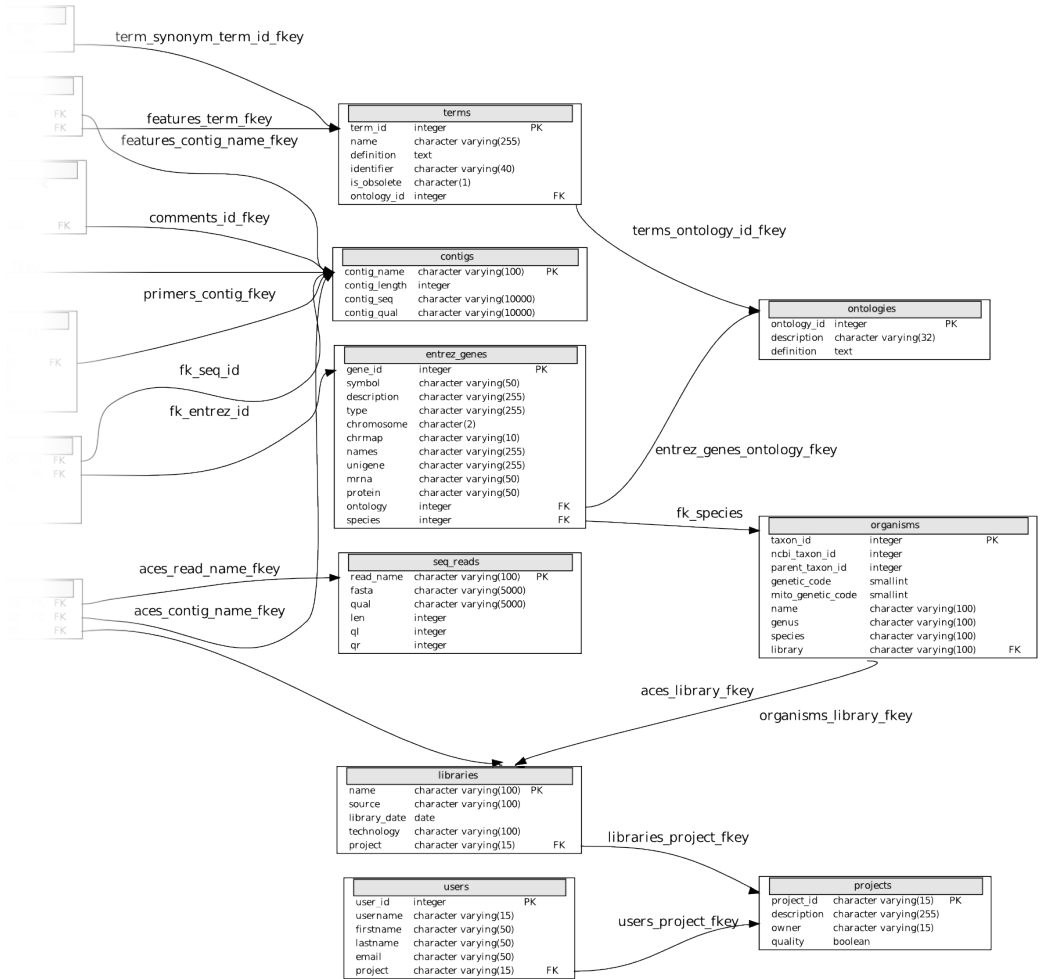 term_synonym_term_id_fkey
FK
FK
features_term_fkey
features_contig_name_fkey
FK
comments_id_fkey
primers_contig_fkey
FK
fk_seq_id
fk_entrez_id
FK
FK
aces_read_name_fkey
aces_contig_name_fkey
FK
FK
FK
terms
term_id integer PK
name character varying(255)
definition text
identifier character varying(40)
is_obsolete character(1)
ontology_id integer FK
contigs
contig_name character varying(100) PK
contig_length integer
contig_seq character varying(10000)
contig_qual character varying(10000)
entrez_genes
gene_id integer PK
symbol character varying(50)
description character varying(255)
type character varying(255)
chromosome character(2)
chrmap character varying(10)
names character varying(255)
unigene character varying(255)
mrna character varying(50)
protein character varying(50)
ontology integer FK
species integer FK
seq_reads
read_name character varying(100) PK
fasta character varying(5000)
qual character varying(5000)
len integer
ql integer
qr integer
libraries
name character varying(100) PK
source character varying(100)
library_date date
technology character varying(100)
project character varying(15) FK
users
user_id integer PK
username character varying(15)
firstname character varying(50)
lastname character varying(50)
email character varying(50)
project character varying(15) FK
terms_ontology_id_fkey
entrez_genes_ontology_fkey
fk_species
aces_library_fkey
organisms_library_fkey
libraries_project_fkey
users_project_fkey
ontologies
ontology_id integer PK
description character varying(32)
definition text
organisms
taxon_id integer PK
ncbi_taxon_id integer
parent_taxon_id integer
genetic_code smallint
mito_genetic_code smallint
name character varying(100)
genus character varying(100)
species character varying(100)
library character varying(100) FK
projects
project_id character varying(15) PK
description character varying(255)
owner character varying(15)
quality boolean